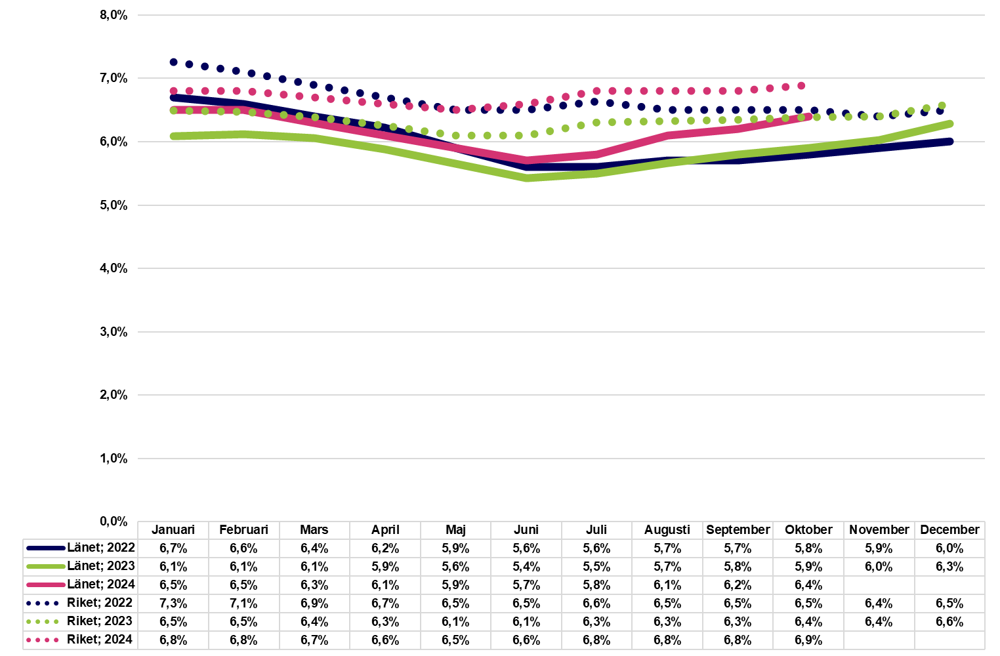 8,0%
7,0%
6,0%
5,0%
4,0%
3,0%
2,0%
1,0%
0,0%
Januari Februari Mars April Maj Juni Juli Augusti September Oktober November December
Länet; 2022 6,7% 6,6% 6,4% 6,2% 5,9% 5,6% 5,6% 5,7% 5,7% 5,8% 5,9% 6,0%
Länet; 2023 6,1% 6,1% 6,1% 5,9% 5,6% 5,4% 5,5% 5,7% 5,8% 5,9% 6,0% 6,3%
Länet; 2024 6,5% 6,5% 6,3% 6,1% 5,9% 5,7% 5,8% 6,1% 6,2% 6,4%
Riket; 2022 7,3% 7,1% 6,9% 6,7% 6,5% 6,5% 6,6% 6,5% 6,5% 6,5% 6,4% 6,5%
Riket; 2023 6,5% 6,5% 6,4% 6,3% 6,1% 6,1% 6,3% 6,3% 6,3% 6,4% 6,4% 6,6%
Riket; 2024 6,8% 6,8% 6,7% 6,6% 6,5% 6,6% 6,8% 6,8% 6,8% 6,9%